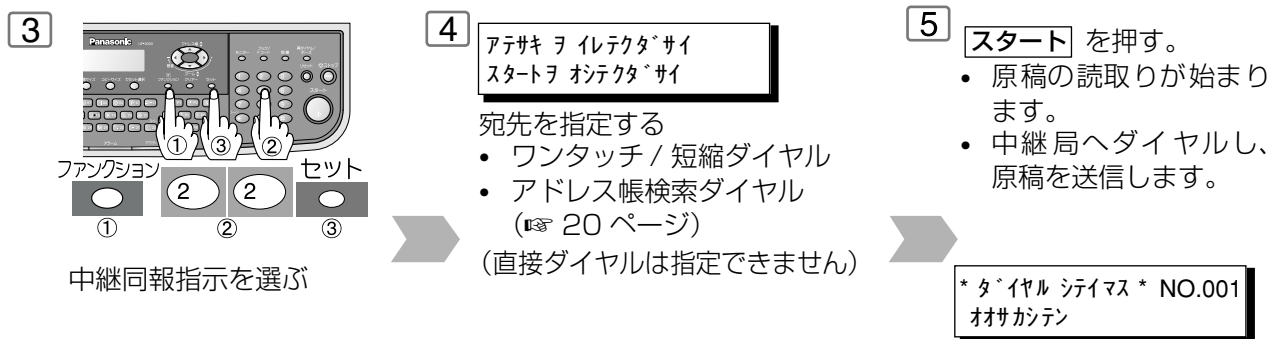 3
Panasonic
① ③ ②
ファンクション
2 2
セット
① ② ③
中継同報指示を選ぶ
4
ｱﾃｻｷ ｦ ｲﾚﾃｸﾀﾞｻｲ
ｽﾀｰﾄｦ ｵｼﾃｸﾀﾞｻｲ
宛先を指定する
• ワンタッチ / 短縮ダイヤル
• アドレス帳検索ダイヤル
(☞ 20 ページ)
(直接ダイヤルは指定できません)
5
スタート を押す。
• 原稿の読取りが始まり
ます。
• 中継局へダイヤルし、
原稿を送信します。
* ﾀﾞｲﾔﾙ ｼﾃｲﾏｽ * NO.001
ｵｵｻｶｼﾃﾝ